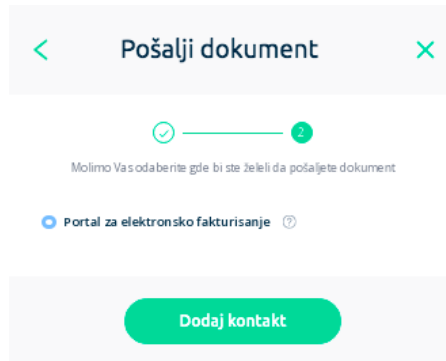 Pošalji dokument
2
Molimo Vas odaberite gde bi ste želeli da pošaljete dokument
Portal za elektronsko fakturisanje ?
Dodaj kontakt